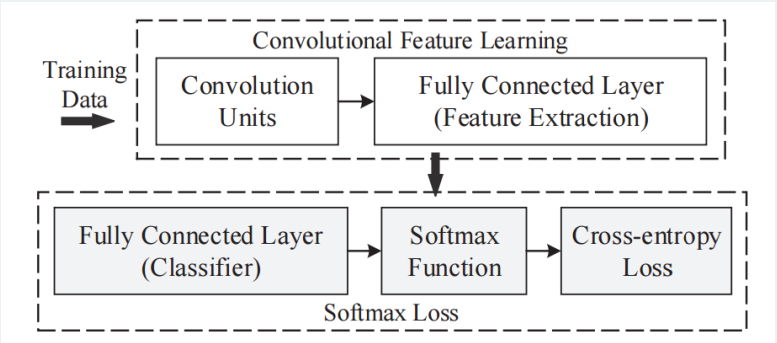 Convolutional Feature Learning
Training
Data
Convolution
Units
Fully Connected Layer
(Feature Extraction)
Fully Connected Layer
(Classifier)
Softmax
Function
Cross-entropy
Loss
Softmax Loss